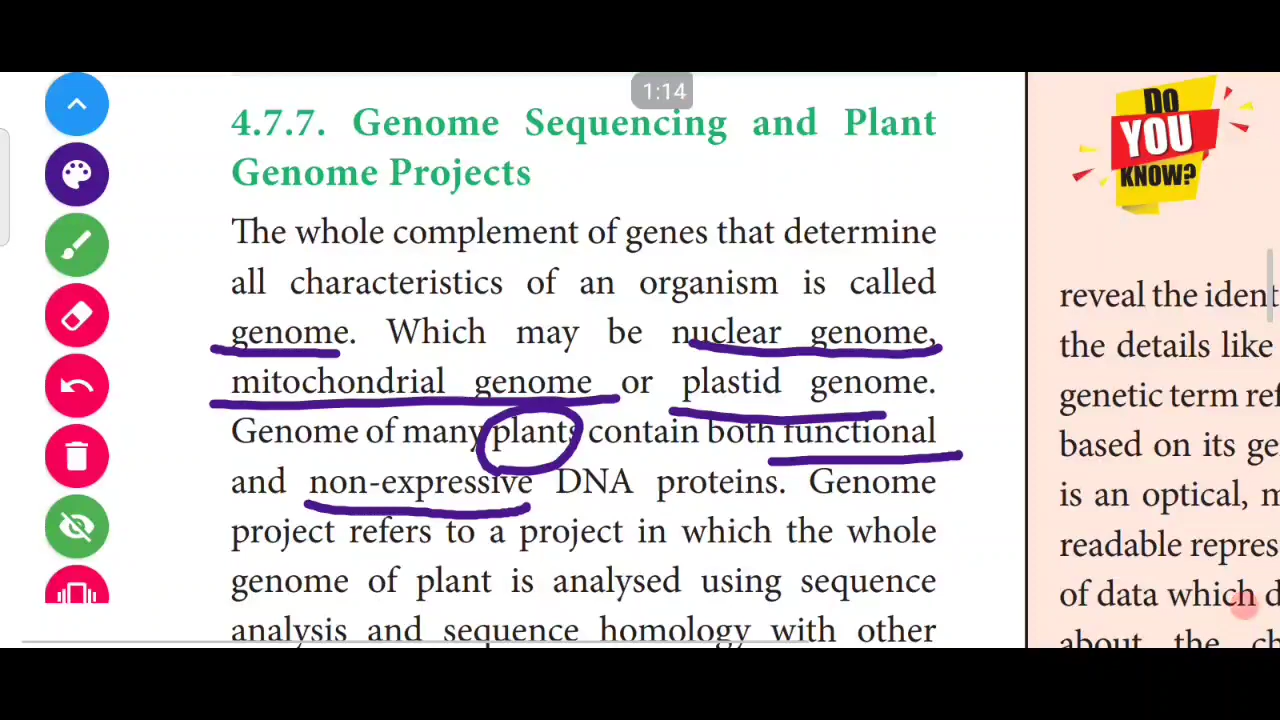 1:14
4.7.7. Genome Sequencing and Plant
Genome Projects
The whole complement of genes that determine
all characteristics of an organism is called
genome. Which may be nuclear genome,
mitochondrial genome or plastid genome.
Genome of many plants contain both functional
and non-expressive DNA proteins. Genome
project refers to a project in which the whole
genome of plant is analysed using sequence
analysis and sequence homology with other
DO
YOU
KNOW?
reveal the ident
the details like
genetic term ref
based on its ge
is an optical, m
readable repres
of data which d
about the ch